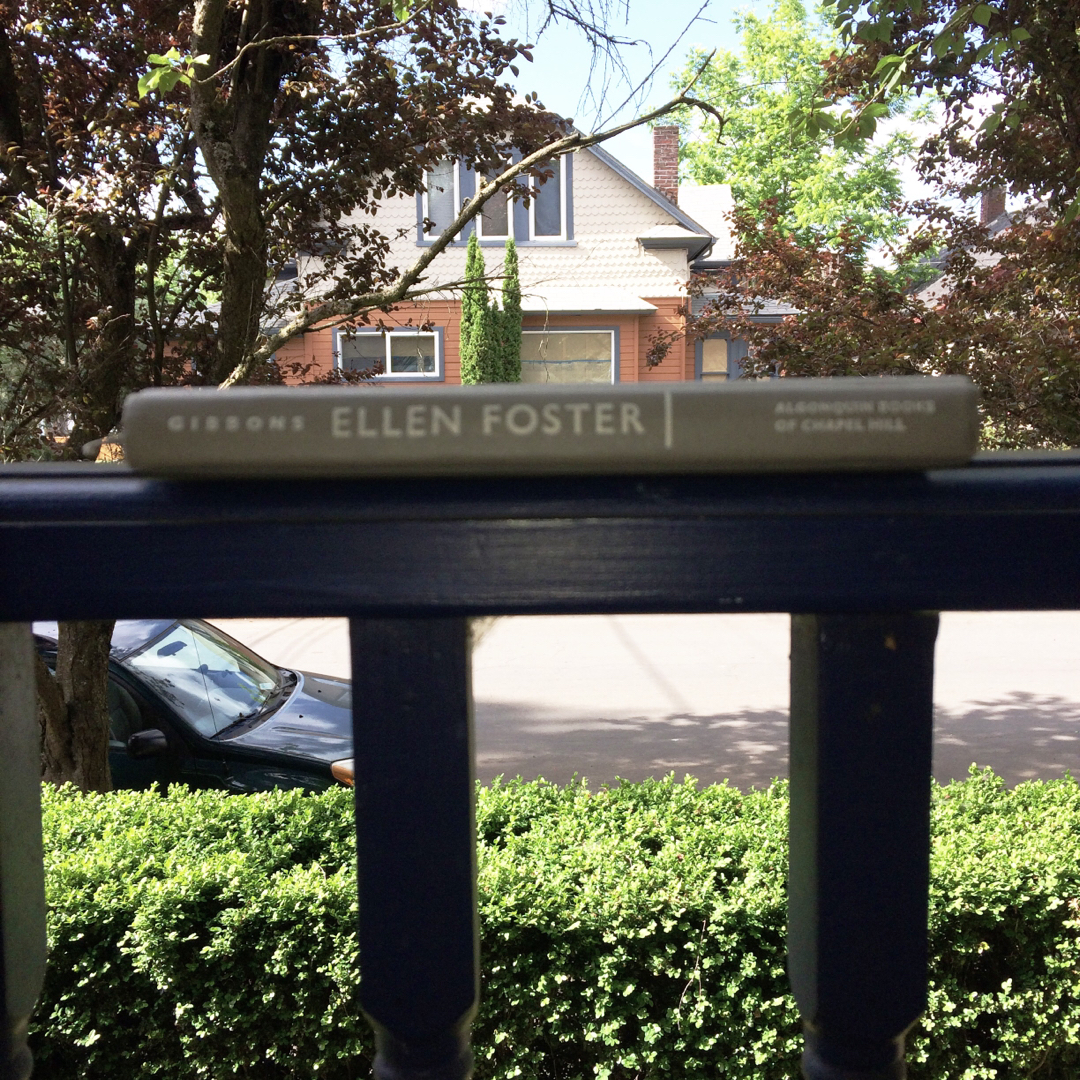 GIBBONS ELLEN FOSTER ALGONQUIN BOOKS
OF CHAPEL HILL